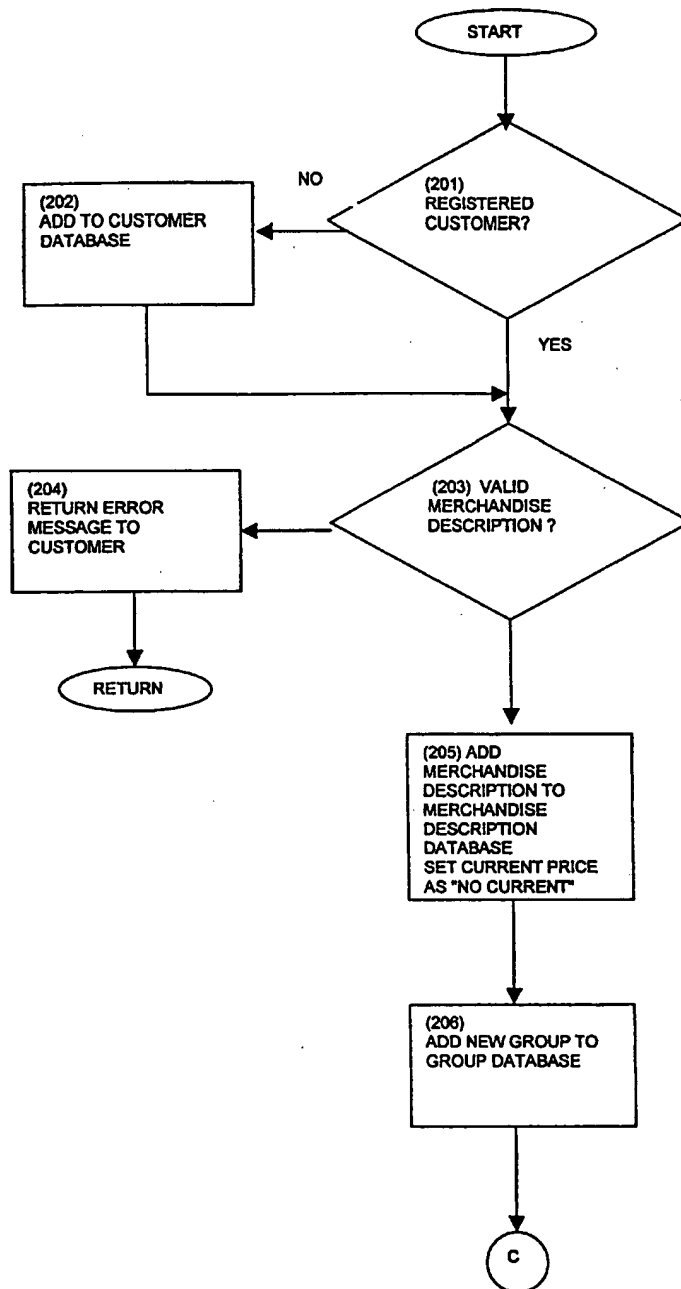 START
NO
(201)
REGISTERED
CUSTOMER?
(202)
ADD TO CUSTOMER
DATABASE
YES
(203) VALID
MERCHANDISE
DESCRIPTION ?
(204)
RETURN ERROR
MESSAGE TO
CUSTOMER
RETURN
(205) ADD
MERCHANDISE
DESCRIPTION TO
MERCHANDISE
DESCRIPTION
DATABASE
SET CURRENT PRICE
AS "NO CURRENT"
(206)
ADD NEW GROUP TO
GROUP DATABASE
C